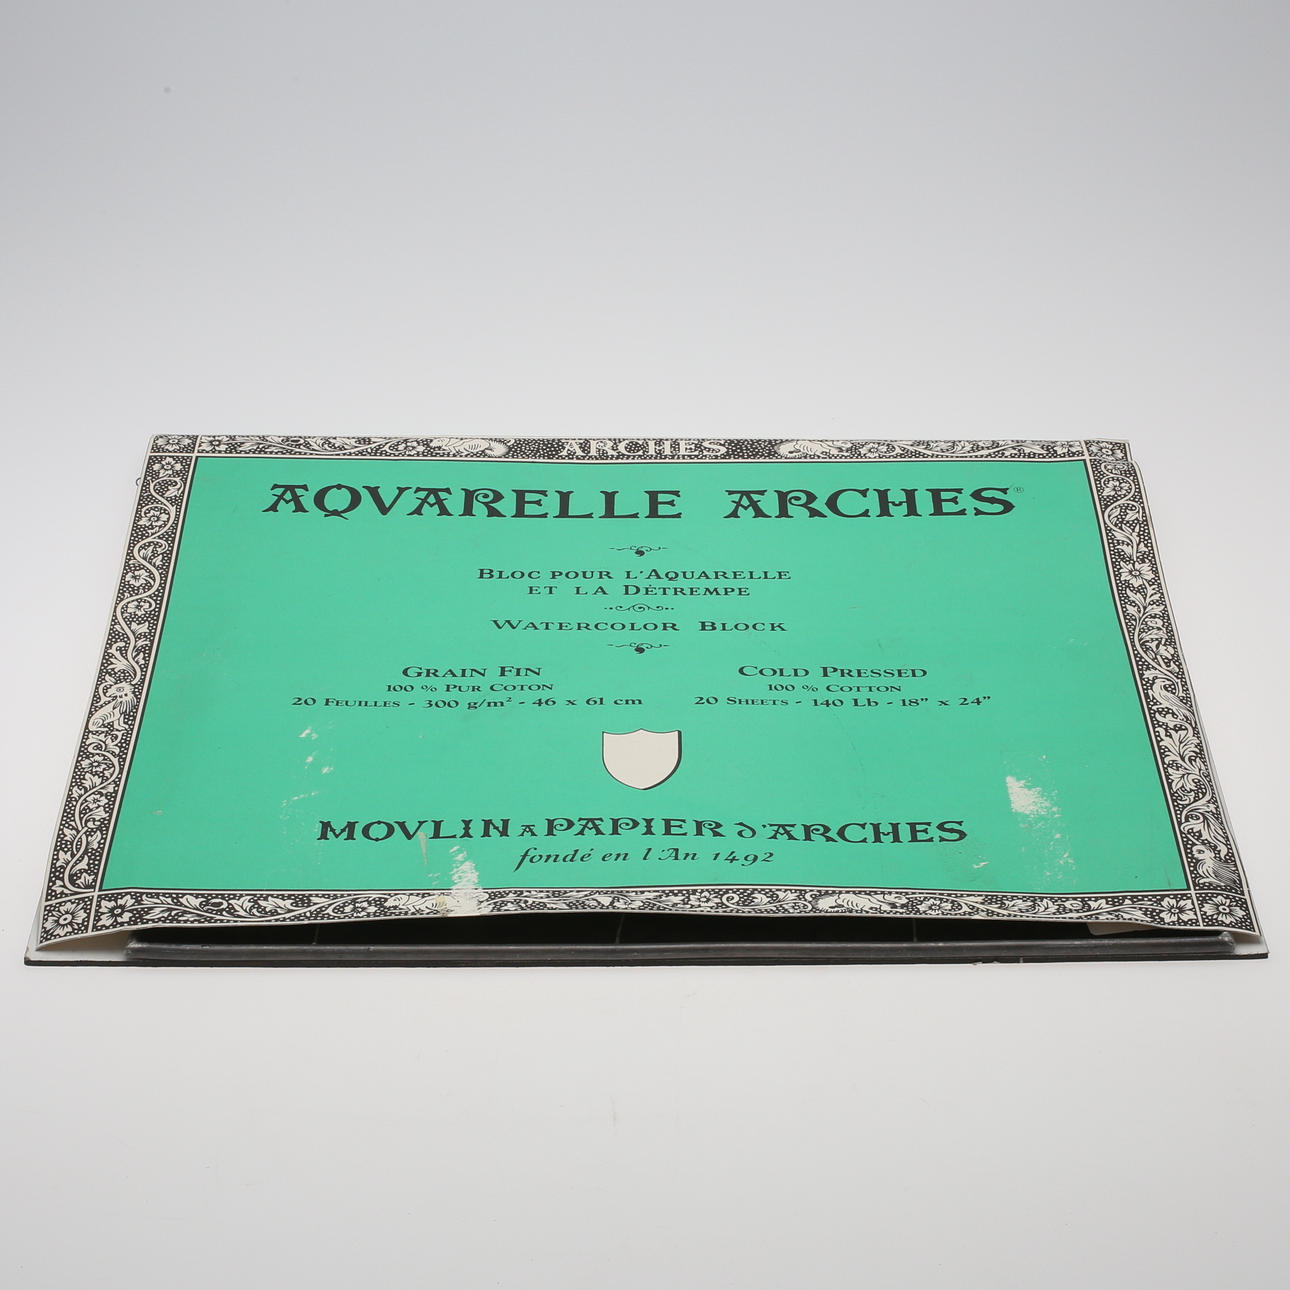 ARCHES
AQVARELLE ARCHES®
BLOC POUR L'AQUARELLE
ET LA DÉTREMPE
WATERCOLOR BLOCK
GRAIN FIN
100 % PUR COTON
20 FEUILLES - 300 g/m² - 46 x 61 cm
COLD PRESSED
100 % COTTON
20 SHEETS - 140 Lb - 18" x 24"
MOVLIN A PAPIER D'ARCHES
fondé en l'An 1492